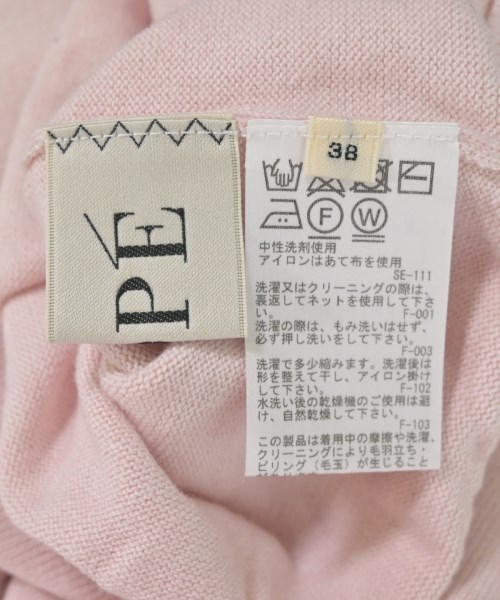 PÉ
38
F
W
中性洗剤使用
アイロンはあて布を使用
SE-111
洗濯又はクリーニングの際は、
裏返してネットを使用して下さ
い。
F-001
洗濯の際は、もみ洗いはせず、
必ず押し洗いをして下さい。
F-003
洗濯で多少縮みます。洗濯後は
形を整えて干し、アイロン掛け
して下さい。
F-102
水洗い後の乾燥機のご使用は避
け、自然乾燥して下さい。
F-103
この製品は着用中の摩擦や洗濯、
クリーニングにより毛羽立ち・
ピリング（毛玉）が生じること